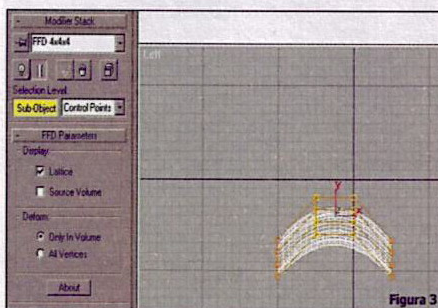 Modifier Stack
FFD 4x4x4
Selection Level:
Sub-Object Control Points
FFD Parameters
Display:
Lattice
Source Volume
Deform:
Only In Volume
All Vertices
About
Left
y
x
Figura 3